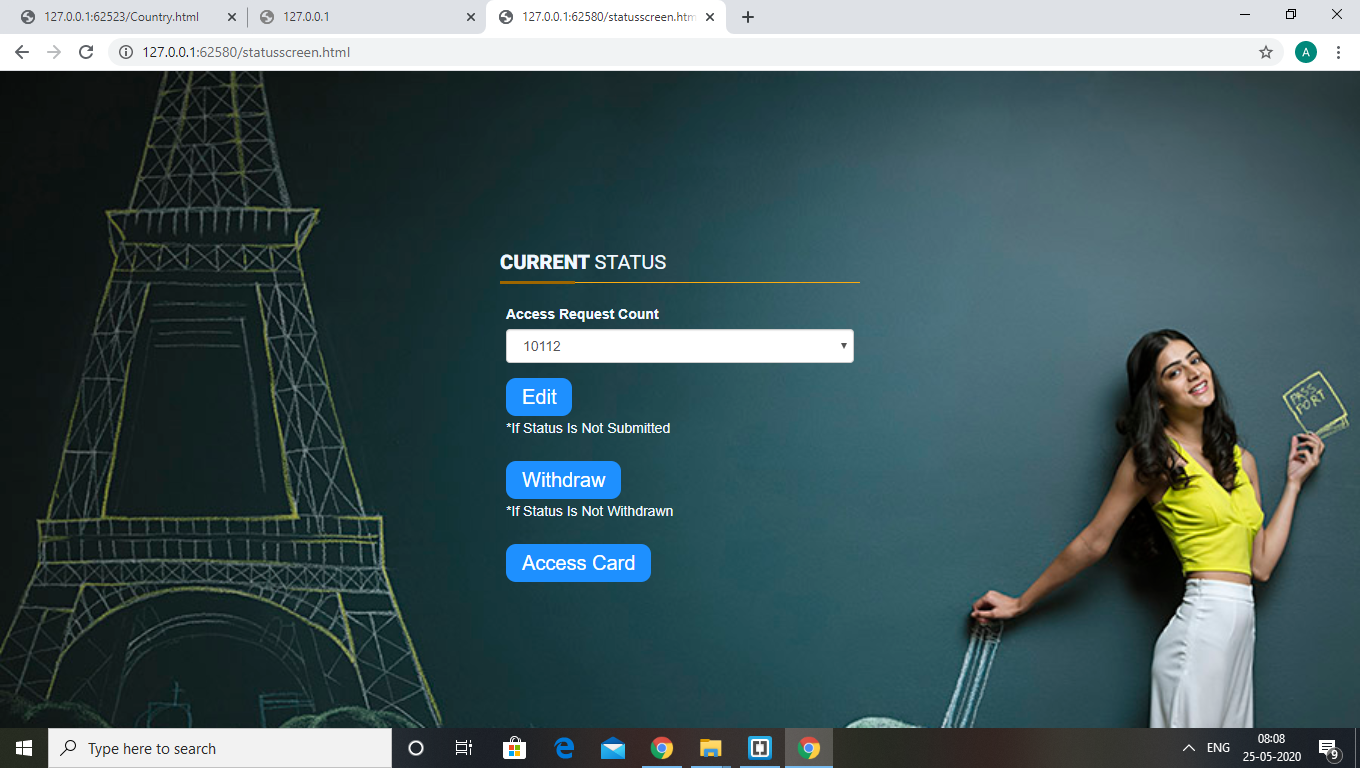 127.0.0.1:62523/Country.html
127.0.0.1
127.0.0.1:62580/statusscreen.htm
127.0.0.1:62580/statusscreen.html
A
CURRENT STATUS
Access Request Count
10112
Edit
*If Status Is Not Submitted
Withdraw
*If Status Is Not Withdrawn
Access Card
PASS
PORT
Type here to search
ENG
08:08
25-05-2020
9